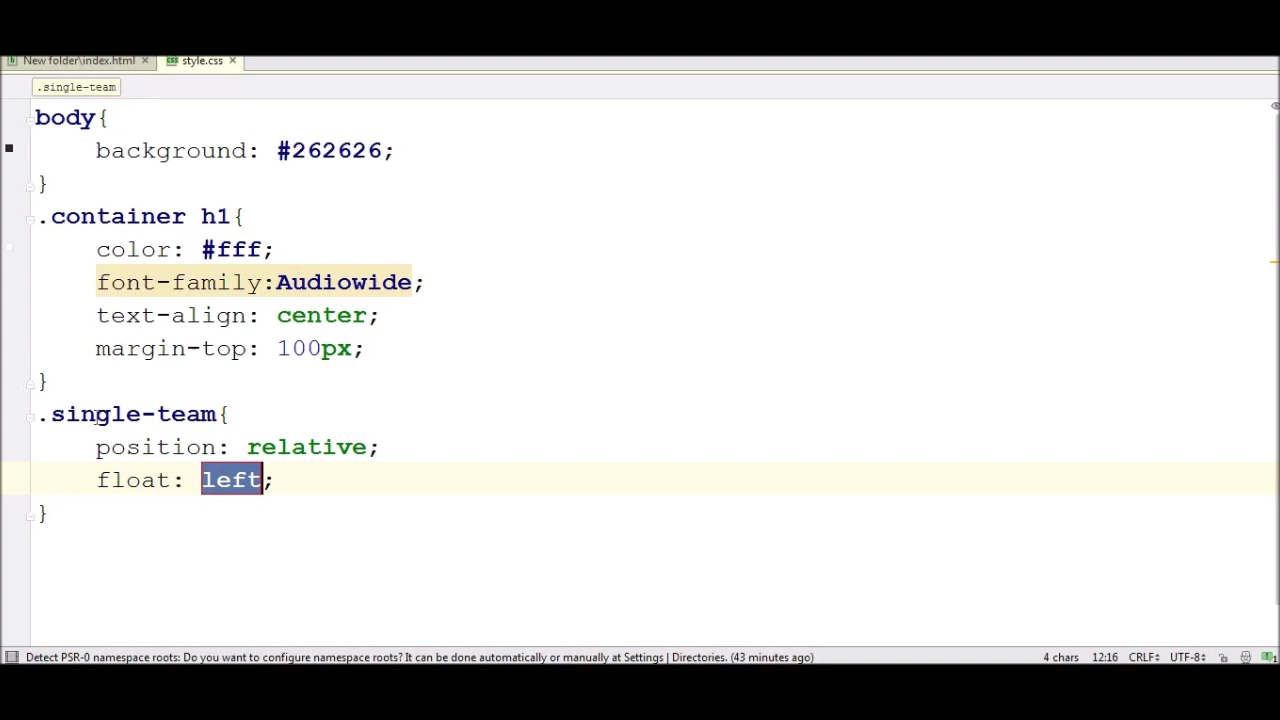 New folder\index.html
style.css
.single-team
body{
background: #262626;
}
.container h1{
color: #fff;
font-family:Audiowide;
text-align: center;
margin-top: 100px;
}
.single-team{
position: relative;
float: left;
}
Detect PSR-0 namespace roots: Do you want to configure namespace roots? It can be done automatically or manually at Settings | Directories. (43 minutes ago) 4 chars 12:16 CRLF UTF-8